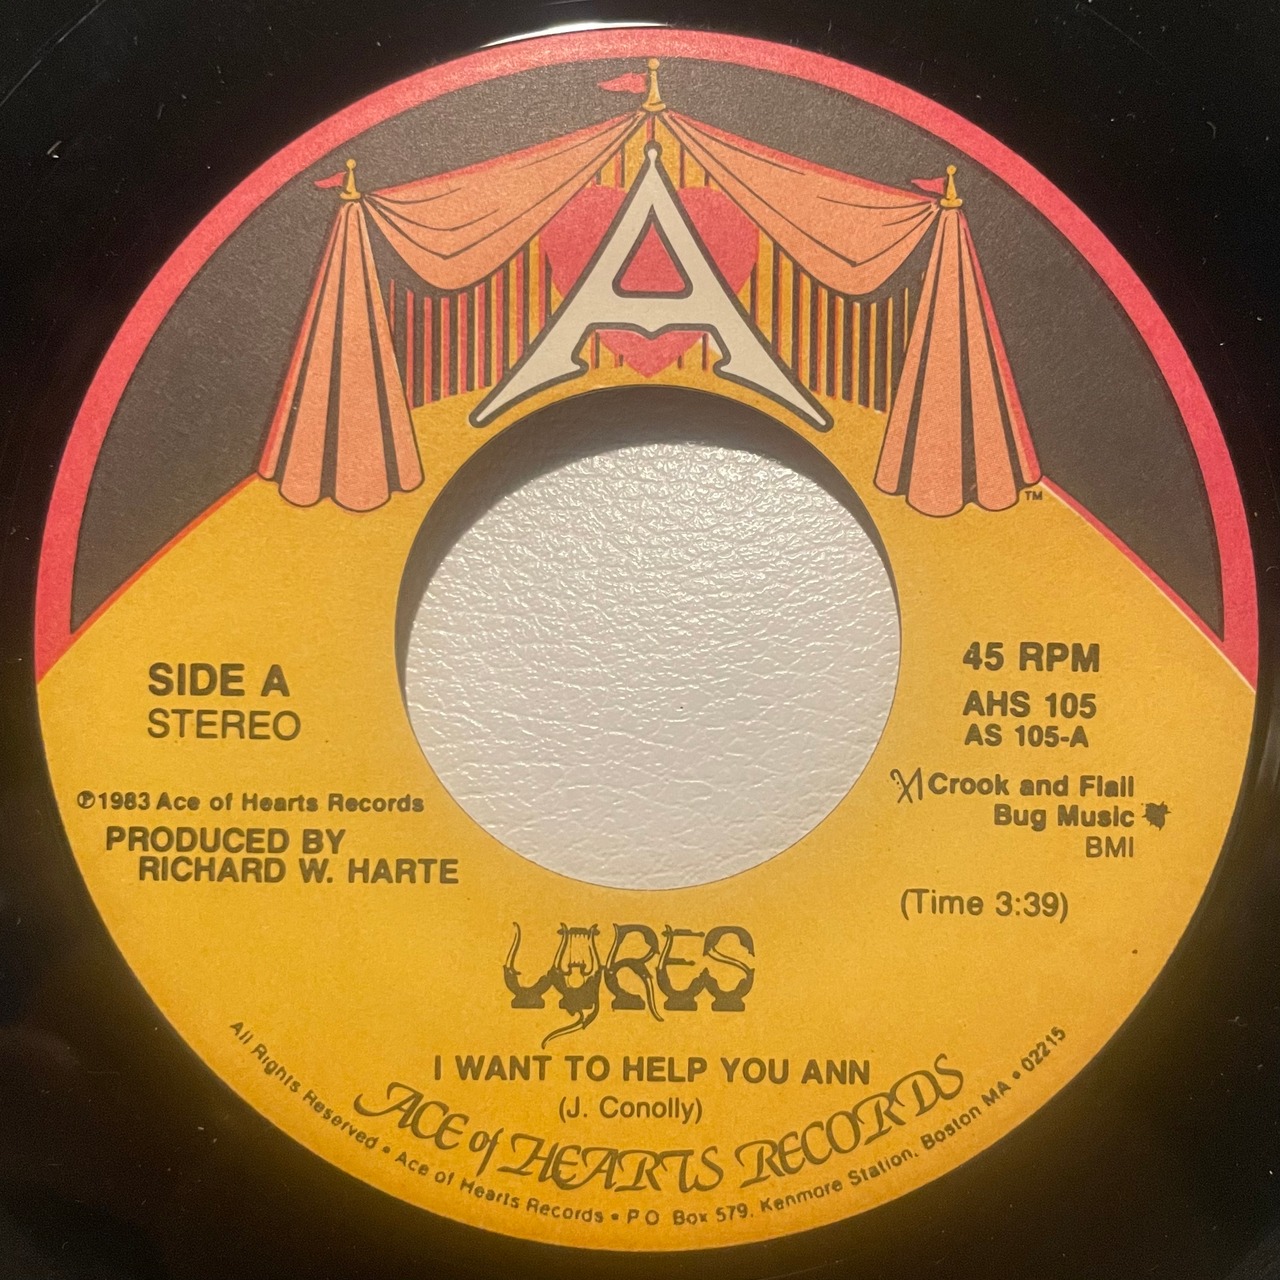 A
TM
SIDE A
STEREO
℗1983 Ace of Hearts Records
PRODUCED BY
RICHARD W. HARTE
45 RPM
AHS 105
AS 105-A
Crook and Flail
Bug Music
BMI
(Time 3:39)
LYRES
I WANT TO HELP YOU ANN
(J. Conolly)
ACE of HEARTS RECORDS
All Rights Reserved • Ace of Hearts Records • P O Box 579, Kenmore Station, Boston MA • 02215